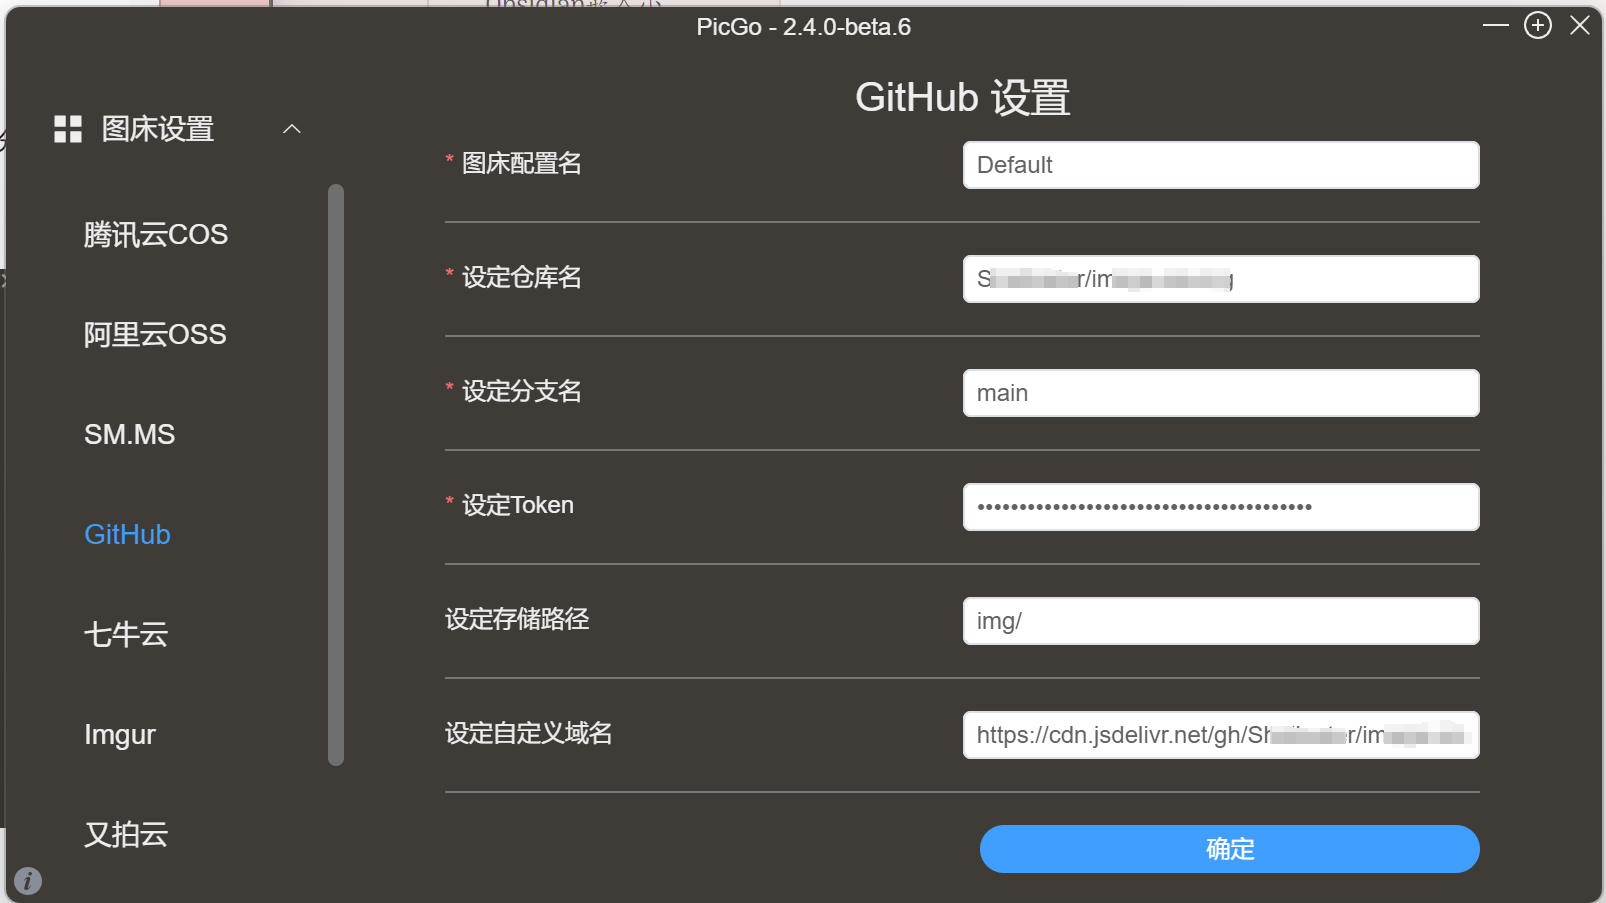 PicGo - 2.4.0-beta.6
图床设置
腾讯云COS
阿里云OSS
SM.MS
GitHub
七牛云
Imgur
又拍云
GitHub 设置
* 图床配置名
Default
* 设定仓库名
S r/im g
* 设定分支名
main
* 设定Token
设定存储路径
img/
设定自定义域名
https://cdn.jsdelivr.net/gh/Sh r/im
确定